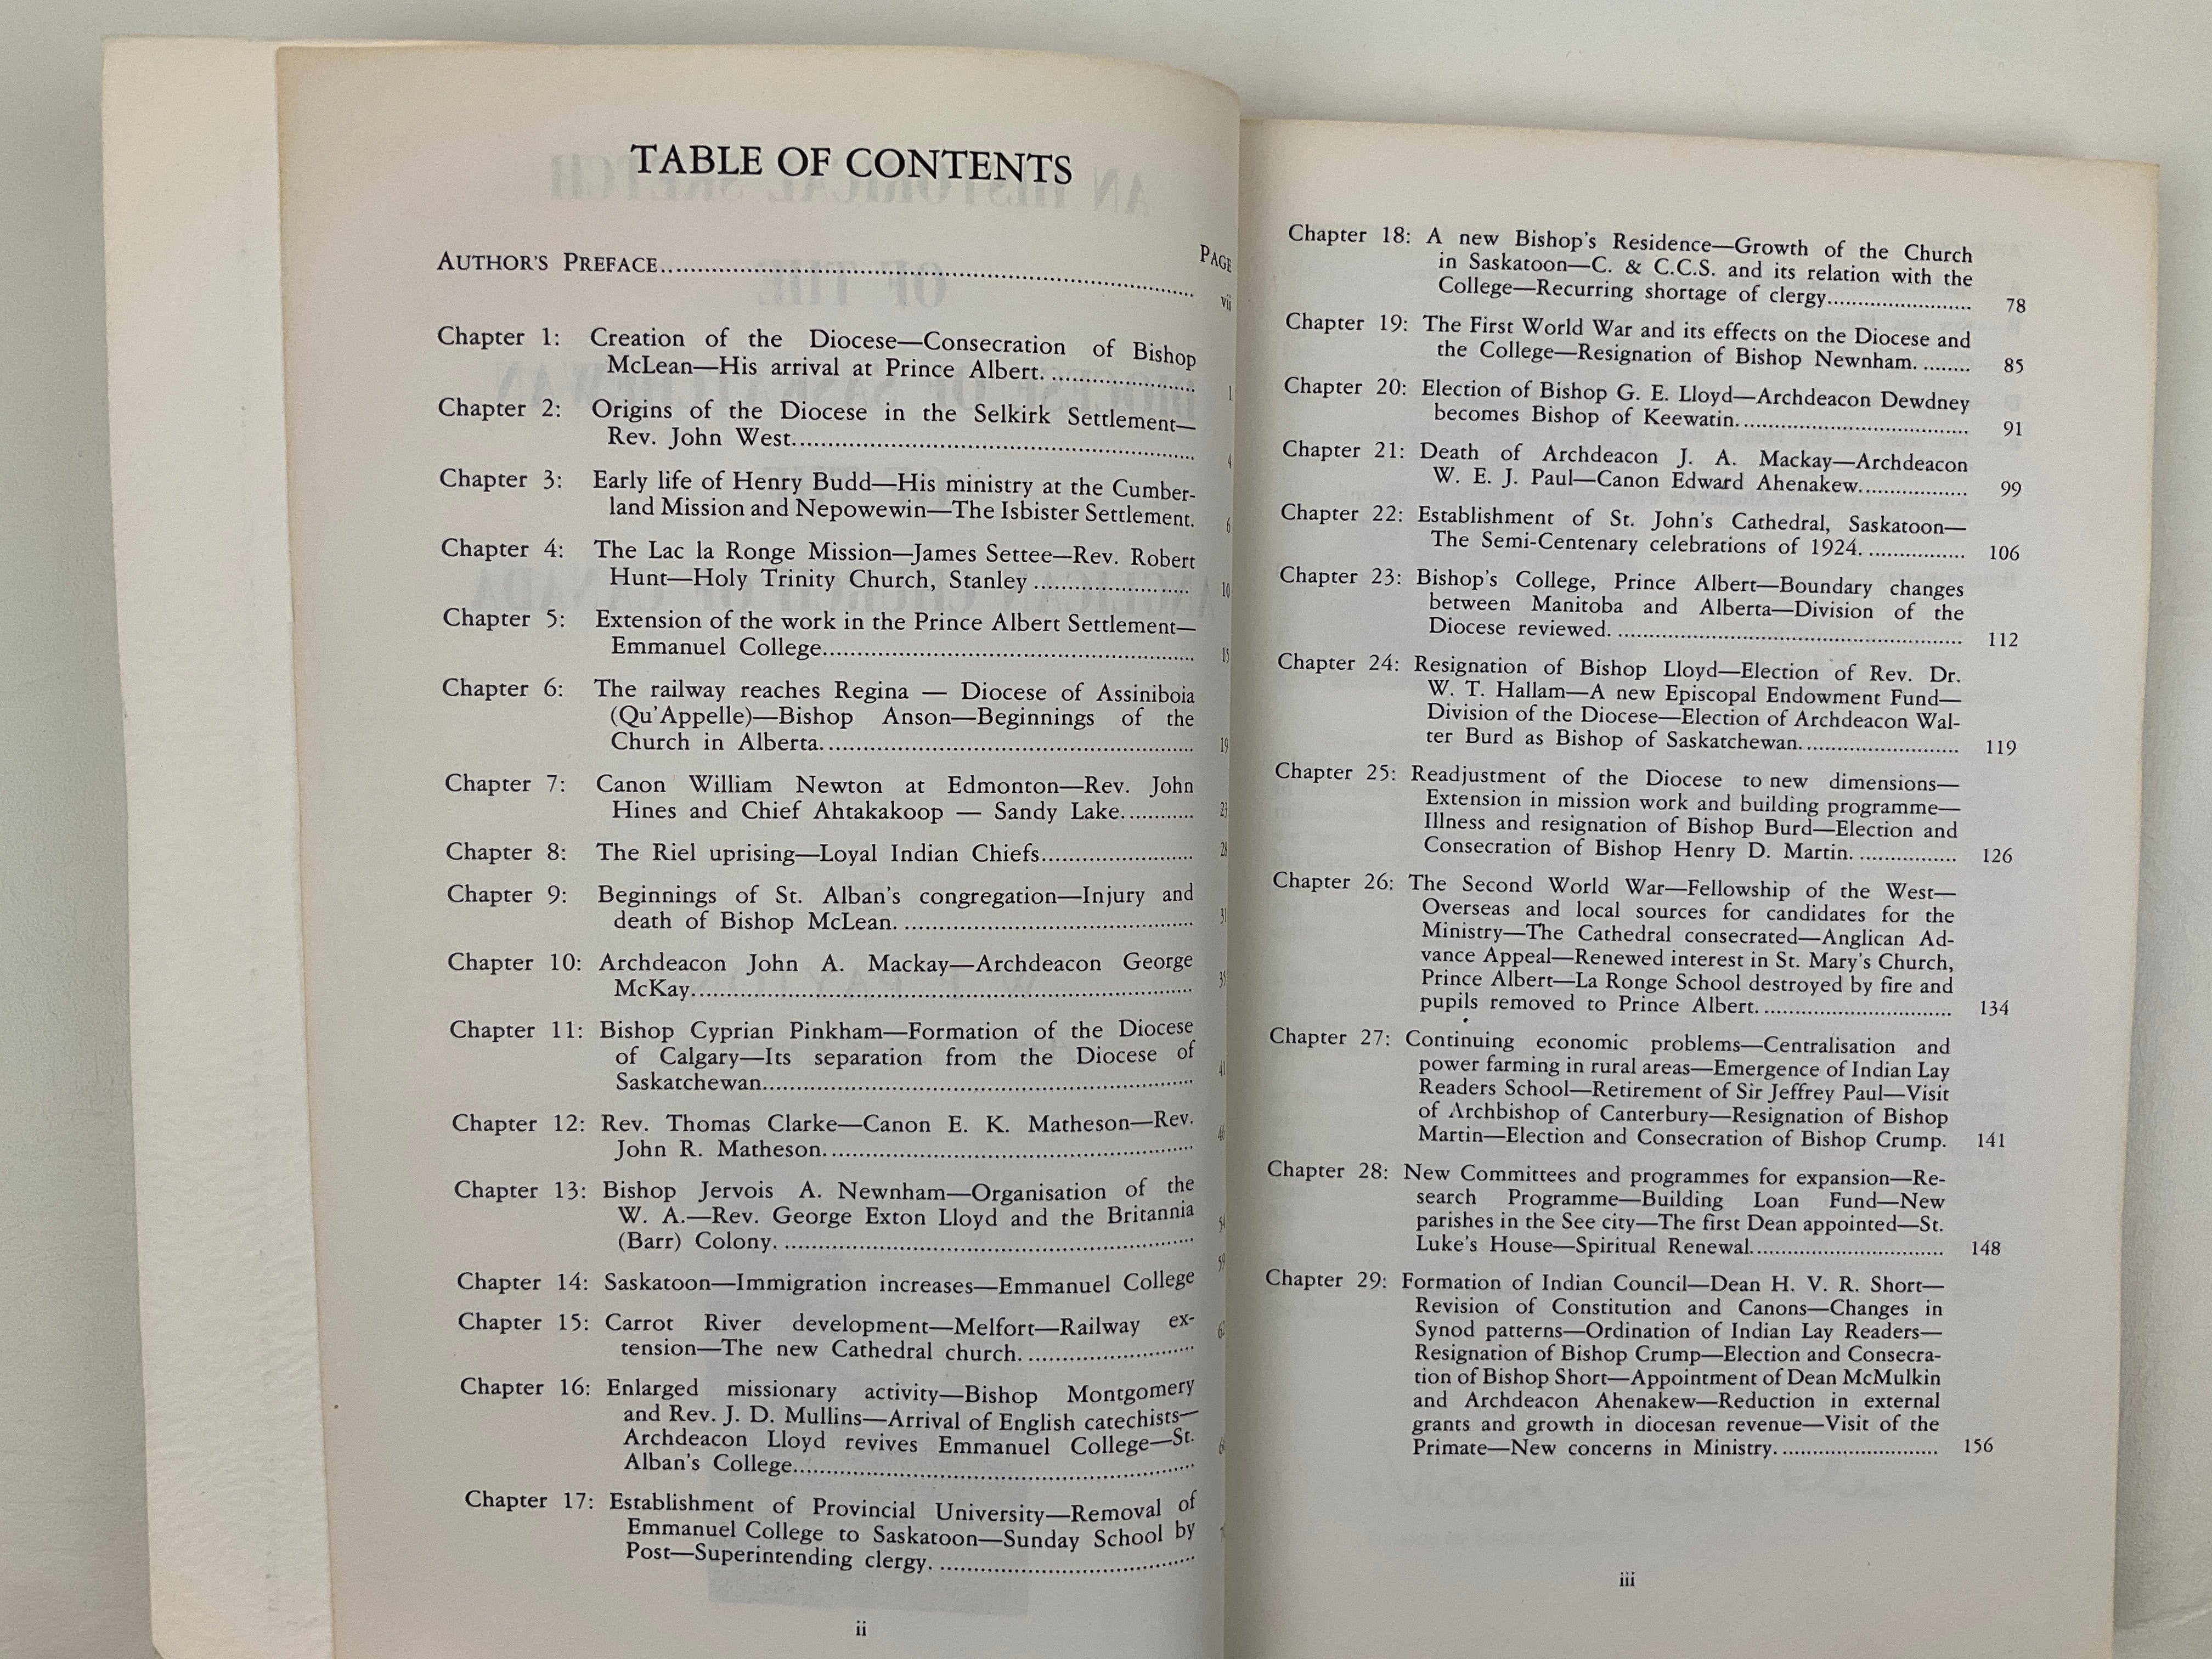 TABLE OF CONTENTS
PAGE
AUTHOR'S PREFACE.......... vii
Chapter 1: Creation of the Diocese—Consecration of Bishop
McLean—His arrival at Prince Albert. .......... 1
Chapter 2: Origins of the Diocese in the Selkirk Settlement—
Rev. John West.......... 4
Chapter 3: Early life of Henry Budd—His ministry at the Cumber-
land Mission and Nepowewin—The Isbister Settlement. 6
Chapter 4: The Lac la Ronge Mission—James Settee—Rev. Robert
Hunt—Holy Trinity Church, Stanley .......... 10
Chapter 5: Extension of the work in the Prince Albert Settlement—
Emmanuel College.......... 15
Chapter 6: The railway reaches Regina — Diocese of Assiniboia
(Qu'Appelle)—Bishop Anson—Beginnings of the
Church in Alberta.......... 19
Chapter 7: Canon William Newton at Edmonton—Rev. John
Hines and Chief Ahtakakoop — Sandy Lake.......... 23
Chapter 8: The Riel uprising—Loyal Indian Chiefs.......... 28
Chapter 9: Beginnings of St. Alban's congregation—Injury and
death of Bishop McLean. .......... 31
Chapter 10: Archdeacon John A. Mackay—Archdeacon George
McKay.......... 35
Chapter 11: Bishop Cyprian Pinkham—Formation of the Diocese
of Calgary—Its separation from the Diocese of
Saskatchewan.......... 41
Chapter 12: Rev. Thomas Clarke—Canon E. K. Matheson—Rev.
John R. Matheson.......... 46
Chapter 13: Bishop Jervois A. Newnham—Organisation of the
W. A.—Rev. George Exton Lloyd and the Britannia
(Barr) Colony. .......... 54
Chapter 14: Saskatoon—Immigration increases—Emmanuel College 59
Chapter 15: Carrot River development—Melfort—Railway ex-
tension—The new Cathedral church. ..........
Chapter 16: Enlarged missionary activity—Bishop Montgomery
and Rev. J. D. Mullins—Arrival of English catechists—
Archdeacon Lloyd revives Emmanuel College—St.
Alban's College..........
Chapter 17: Establishment of Provincial University—Removal of
Emmanuel College to Saskatoon—Sunday School by
Post—Superintending clergy. ..........
ii
Chapter 18: A new Bishop's Residence—Growth of the Church
in Saskatoon—C. & C.C.S. and its relation with the
College—Recurring shortage of clergy.......... 78
Chapter 19: The First World War and its effects on the Diocese and
the College—Resignation of Bishop Newnham. ........ 85
Chapter 20: Election of Bishop G. E. Lloyd—Archdeacon Dewdney
becomes Bishop of Keewatin.......... 91
Chapter 21: Death of Archdeacon J. A. Mackay—Archdeacon
W. E. J. Paul—Canon Edward Ahenakew.......... 99
Chapter 22: Establishment of St. John's Cathedral, Saskatoon—
The Semi-Centenary celebrations of 1924. .......... 106
Chapter 23: Bishop's College, Prince Albert—Boundary changes
between Manitoba and Alberta—Division of the
Diocese reviewed. .......... 112
Chapter 24: Resignation of Bishop Lloyd—Election of Rev. Dr.
W. T. Hallam—A new Episcopal Endowment Fund—
Division of the Diocese—Election of Archdeacon Wal-
ter Burd as Bishop of Saskatchewan.......... 119
Chapter 25: Readjustment of the Diocese to new dimensions—
Extension in mission work and building programme—
Illness and resignation of Bishop Burd—Election and
Consecration of Bishop Henry D. Martin. .......... 126
Chapter 26: The Second World War—Fellowship of the West—
Overseas and local sources for candidates for the
Ministry—The Cathedral consecrated—Anglican Ad-
vance Appeal—Renewed interest in St. Mary's Church,
Prince Albert—La Ronge School destroyed by fire and
pupils removed to Prince Albert.......... 134
Chapter 27: Continuing economic problems—Centralisation and
power farming in rural areas—Emergence of Indian Lay
Readers School—Retirement of Sir Jeffrey Paul—Visit
of Archbishop of Canterbury—Resignation of Bishop
Martin—Election and Consecration of Bishop Crump. 141
Chapter 28: New Committees and programmes for expansion—Re-
search Programme—Building Loan Fund—New
parishes in the See city—The first Dean appointed—St.
Luke's House—Spiritual Renewal.......... 148
Chapter 29: Formation of Indian Council—Dean H. V. R. Short—
Revision of Constitution and Canons—Changes in
Synod patterns—Ordination of Indian Lay Readers—
Resignation of Bishop Crump—Election and Consecra-
tion of Bishop Short—Appointment of Dean McMulkin
and Archdeacon Ahenakew—Reduction in external
grants and growth in diocesan revenue—Visit of the
Primate—New concerns in Ministry.......... 156
iii